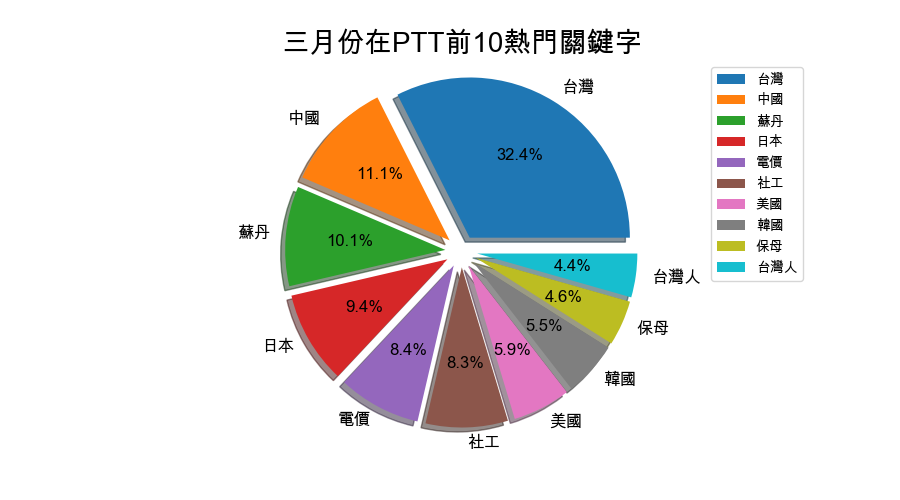 三月份在PTT前10熱門關鍵字
台灣
32.4%
中國
11.1%
蘇丹
10.1%
日本
9.4%
電價
8.4%
社工
8.3%
美國
5.9%
韓國
5.5%
保母
4.6%
台灣人
4.4%
台灣
中國
蘇丹
日本
電價
社工
美國
韓國
保母
台灣人